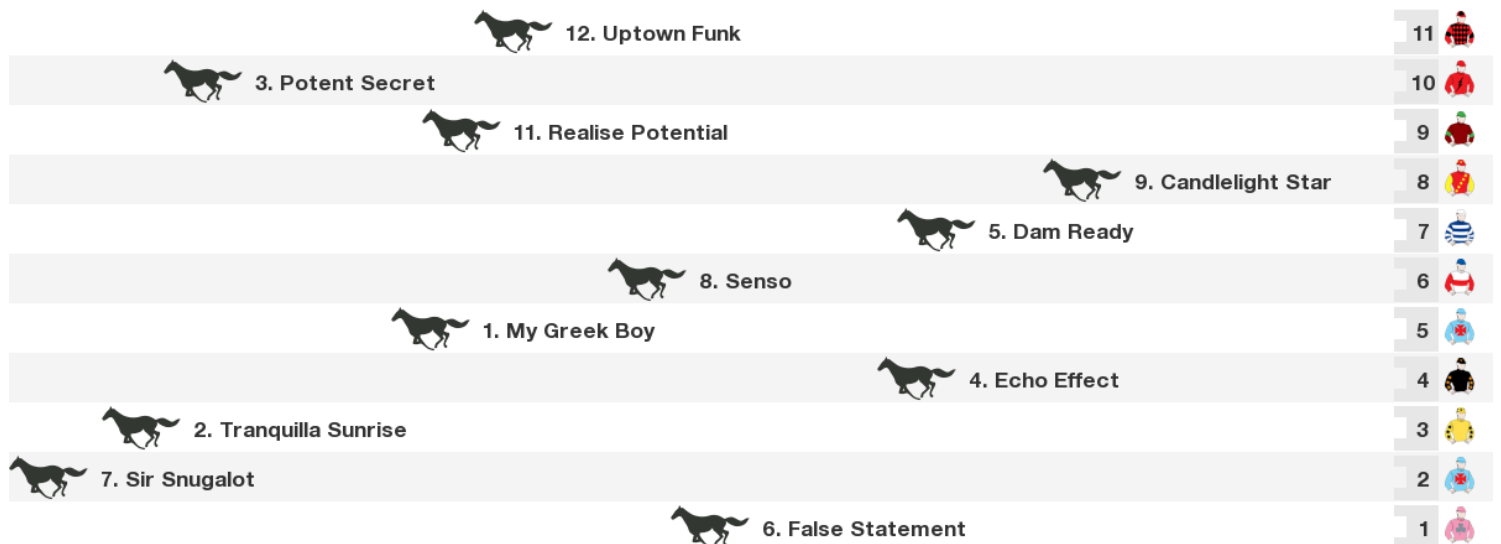 12. Uptown Funk 11
3. Potent Secret 10
11. Realise Potential 9
9. Candlelight Star 8
5. Dam Ready 7
8. Senso 6
1. My Greek Boy 5
4. Echo Effect 4
2. Tranquilla Sunrise 3
7. Sir Snugalot 2
6. False Statement 1